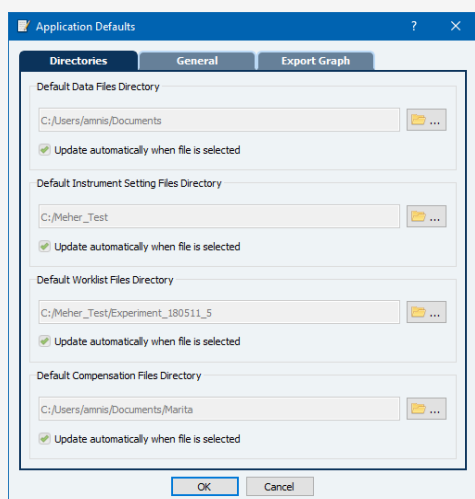 Application Defaults ?
Directories General Export Graph
Default Data Files Directory
C:/Users/amnis/Documents ...
Update automatically when file is selected
Default Instrument Setting Files Directory
C:/Meher_Test ...
Update automatically when file is selected
Default Worklist Files Directory
C:/Meher_Test/Experiment_180511_5 ...
Update automatically when file is selected
Default Compensation Files Directory
C:/Users/amnis/Documents/Marita ...
Update automatically when file is selected
OK Cancel